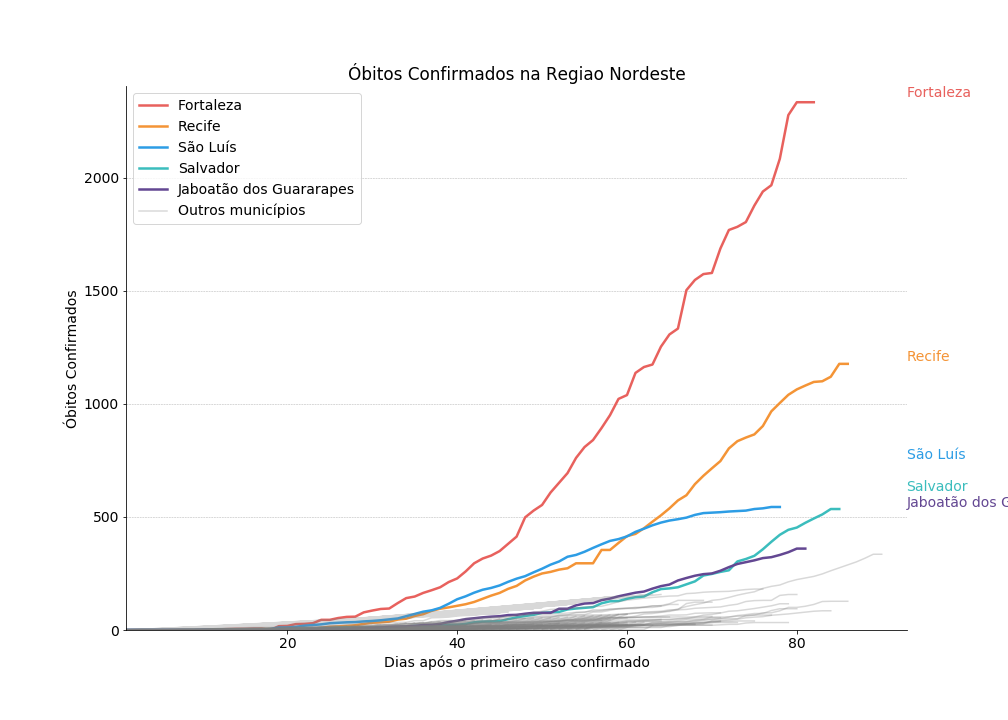 Óbitos Confirmados na Regiao Nordeste
Fortaleza
Recife
São Luís
Salvador
Jaboatão dos Guararapes
Outros municípios
Fortaleza
Recife
São Luís
Salvador
Jaboatão dos G
Óbitos Confirmados
2000
1500
1000
500
0
20
40
60
80
Dias após o primeiro caso confirmado